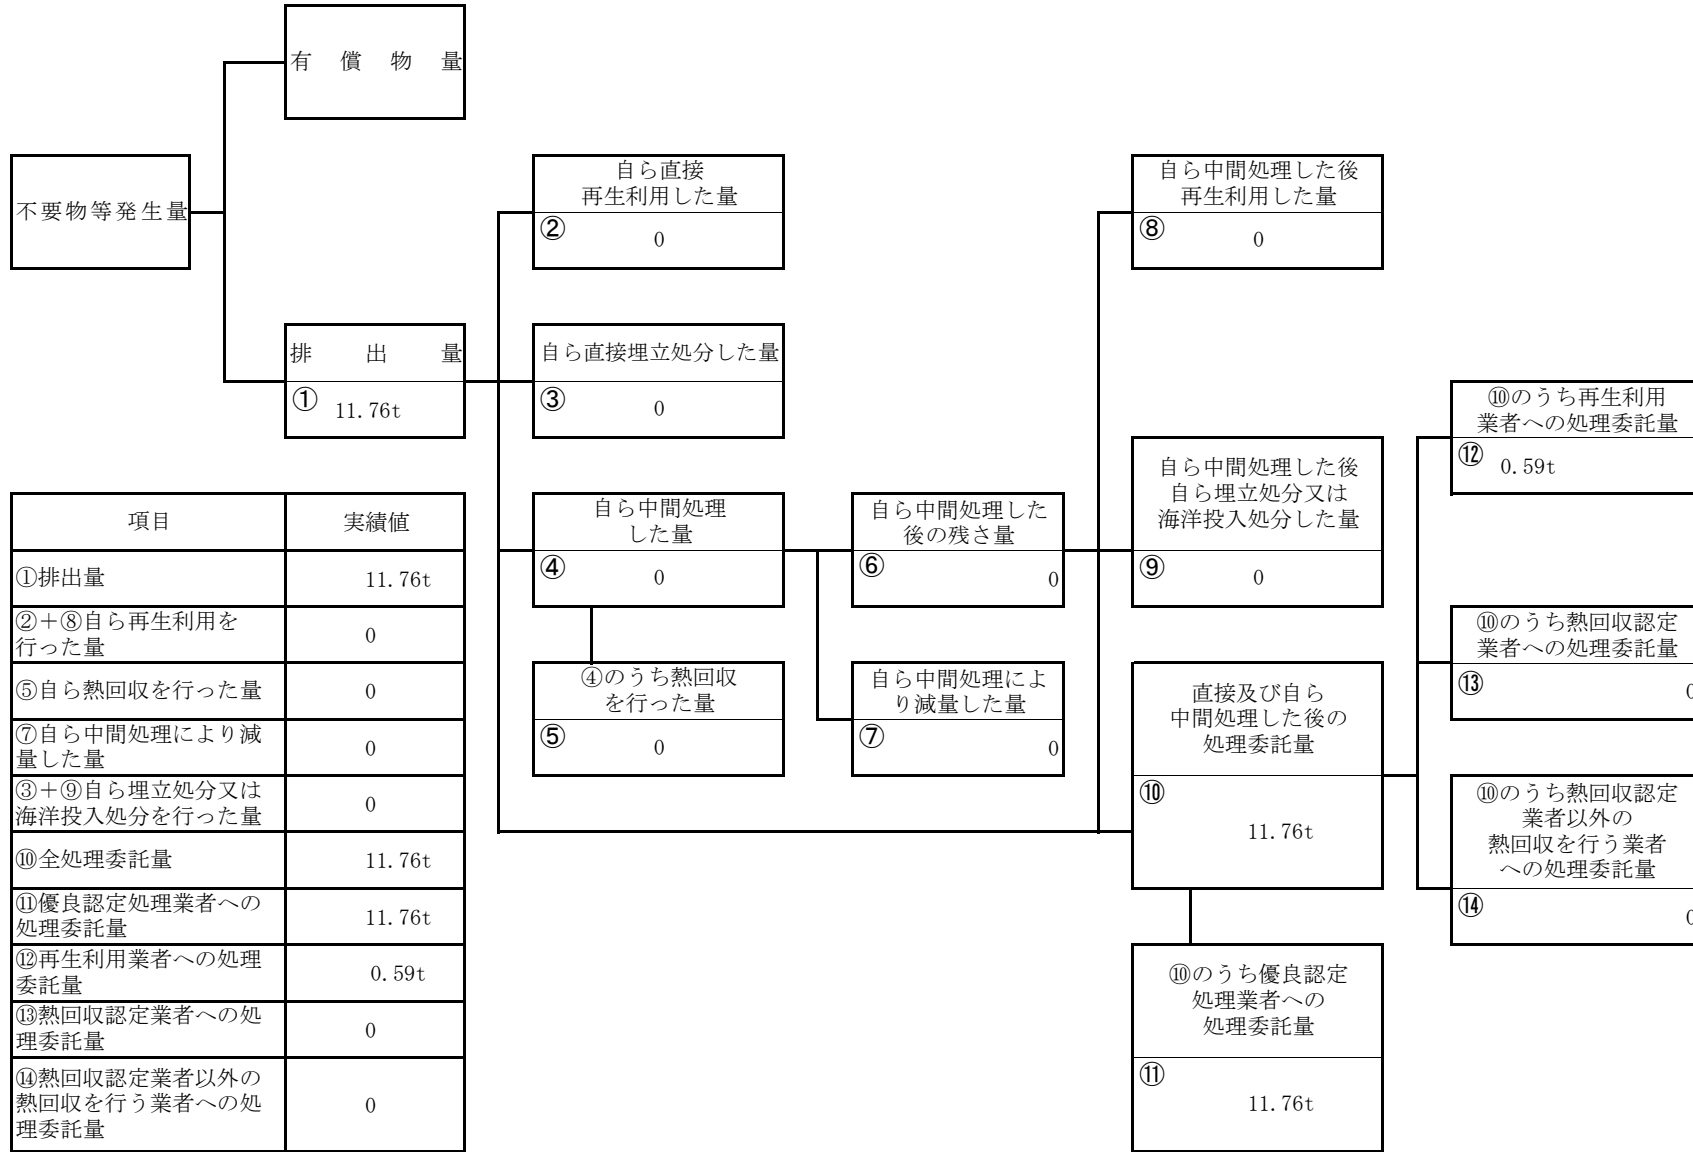 有償物量
不要物等発生量
排出量
① 11.76t
自ら直接
再生利用した量
② 0
自ら直接埋立処分した量
③ 0
自ら中間処理
した量
④ 0
④のうち熱回収
を行った量
⑤ 0
自ら中間処理した
後の残さ量
⑥ 0
自ら中間処理によ
り減量した量
⑦ 0
自ら中間処理した後
再生利用した量
⑧ 0
自ら中間処理した後
自ら埋立処分又は
海洋投入処分した量
⑨ 0
直接及び自ら
中間処理した後の
処理委託量
⑩
11.76t
⑩のうち優良認定
処理業者への
処理委託量
⑪
11.76t
⑩のうち再生利用
業者への処理委託量
⑫ 0.59t
⑩のうち熱回収認定
業者への処理委託量
⑬ 0
⑩のうち熱回収認定
業者以外の
熱回収を行う業者
への処理委託量
⑭ 0
項目 実績値
①排出量 11.76t
②+⑧自ら再生利用を
行った量 0
⑤自ら熱回収を行った量 0
⑦自ら中間処理により減
量した量 0
③+⑨自ら埋立処分又は
海洋投入処分を行った量 0
⑩全処理委託量 11.76t
⑪優良認定処理業者への
処理委託量 11.76t
⑫再生利用業者への処理
委託量 0.59t
⑬熱回収認定業者への処
理委託量 0
⑭熱回収認定業者以外の
熱回収を行う業者への処
理委託量 0